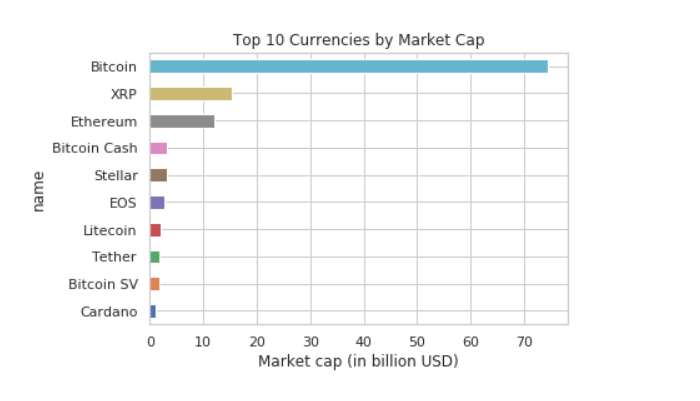 Top 10 Currencies by Market Cap
Bitcoin
XRP
Ethereum
Bitcoin Cash
Stellar
EOS
Litecoin
Tether
Bitcoin SV
Cardano
name
0 10 20 30 40 50 60 70
Market cap (in billion USD)